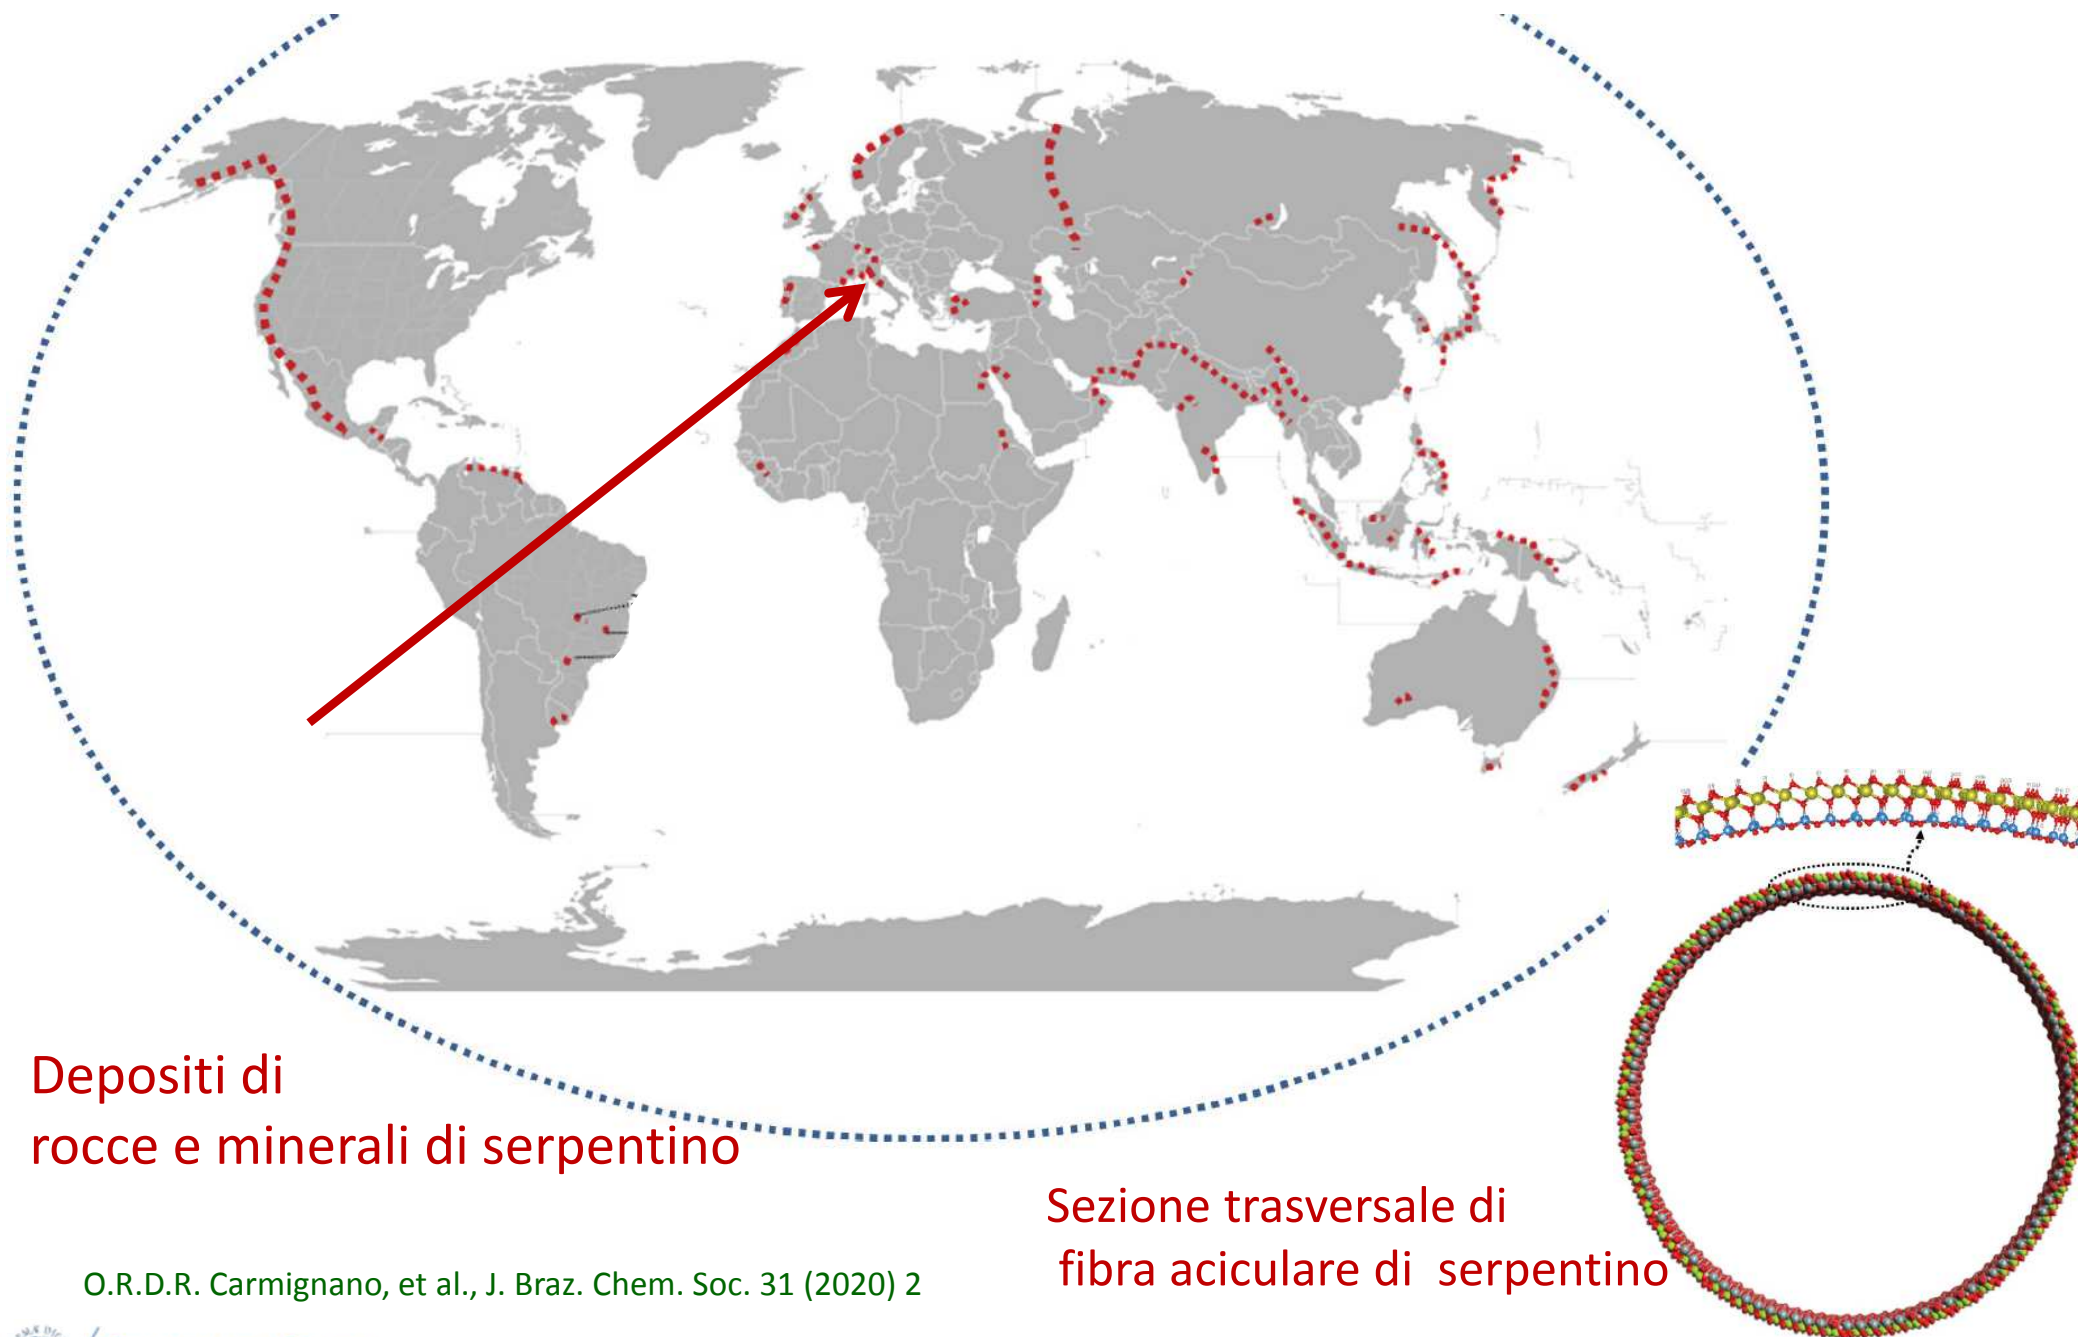 Depositi di
rocce e minerali di serpentino
Sezione trasversale di
fibra aciculare di serpentino
O.R.D.R. Carmignano, et al., J. Braz. Chem. Soc. 31 (2020) 2